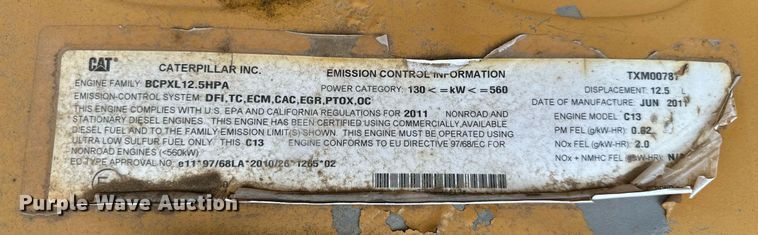 CAT CATERPILLAR INC. EMISSION CONTROL INFORMATION TXM00787
ENGINE FAMILY: BCPXL12.5HPA POWER CATEGORY: 130 < =kW < =560 DISPLACEMENT: 12.5 L
EMISSION-CONTROL SYSTEM: DFI,TC,ECM,CAC,EGR,PTOX,OC DATE OF MANUFACTURE: JUN 2011
THIS ENGINE COMPLIES WITH U.S. EPA AND CALIFORNIA REGULATIONS FOR 2011 NONROAD AND ENGINE MODEL: C13
STATIONARY DIESEL ENGINES. THIS ENGINE HAS BEEN CERTIFIED USING COMMERCIALLY AVAILABLE PM FEL (g/kW-HR): 0.02
DIESEL FUEL AND TO THE FAMILY EMISSION LIMIT(S) SHOWN. THIS ENGINE MUST BE OPERATED USING NOx FEL (g/kW-HR): 2.0
ULTRA LOW SULFUR FUEL ONLY. THIS C13 ENGINE CONFORMS TO EU DIRECTIVE 97/68/EC FOR NOx + NMHC FEL (g/kW-HR):
NONROAD ENGINES (<560kW)
EU TYPE APPROVAL NO: e11*97/68LA*2010/26*1265*02
Purple Wave Auction